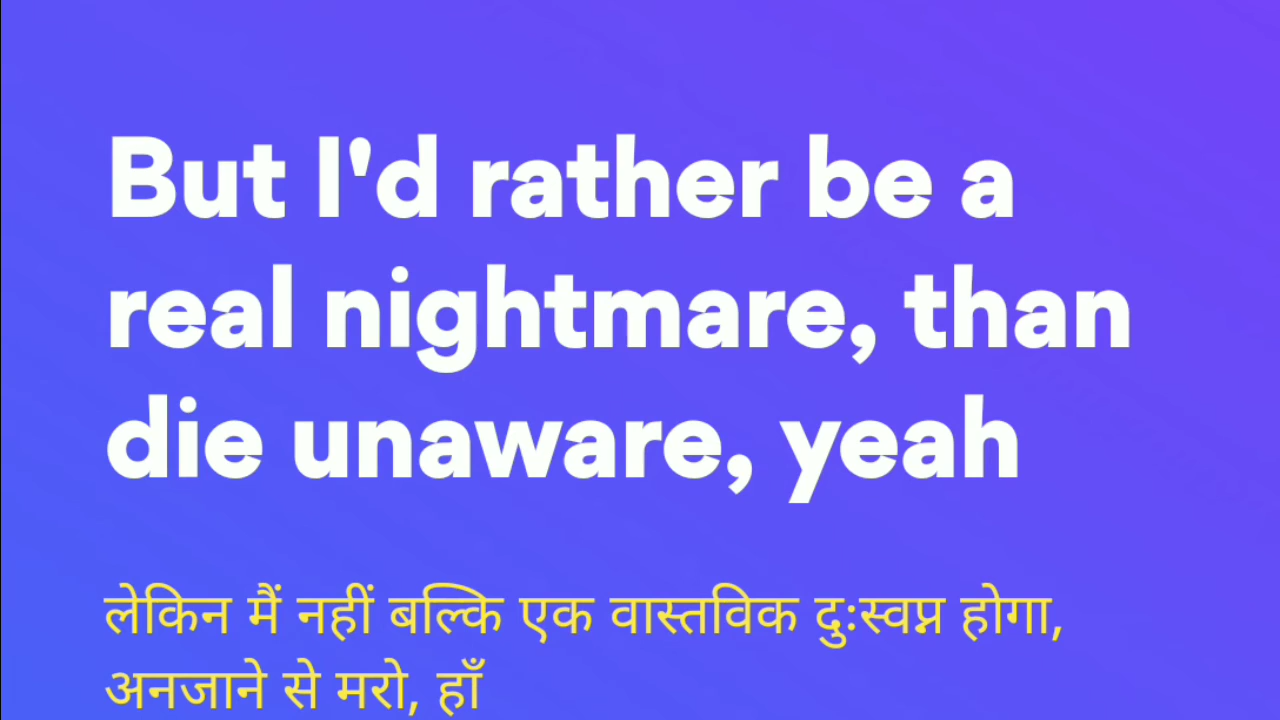 But I'd rather be a
real nightmare, than
die unaware, yeah
लेकिन मैं नहीं बल्कि एक वास्तविक दुःस्वप्न होगा,
अनजाने से मरो, हाँ